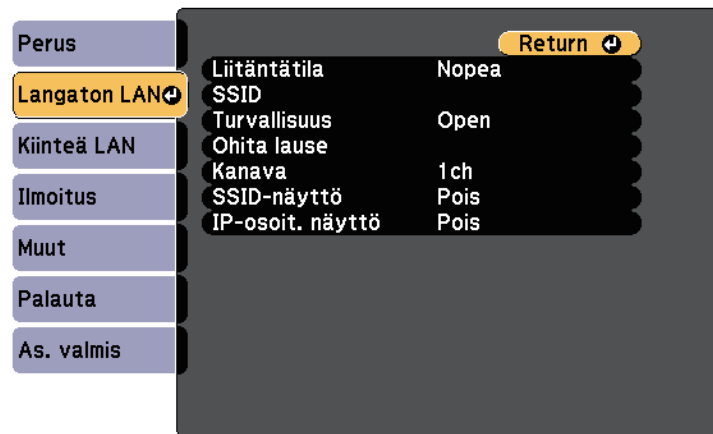 Perus
Langaton LAN
Kiinteä LAN
Ilmoitus
Muut
Palauta
As. valmis
Return
Liitäntätila Nopea
SSID
Turvallisuus Open
Ohita lause
Kanava 1ch
SSID-näyttö Pois
IP-osoit. näyttö Pois